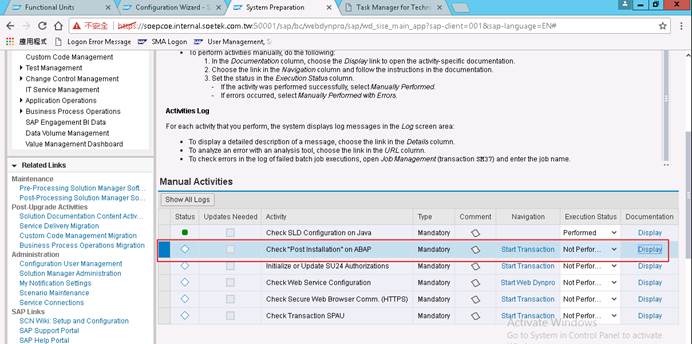 Functional Units
Configuration Wizard - S
System Preparation
Task Manager for Techn
不安全
https://soepcoe.internal.soetek.com.tw:50001/sap/bc/webdynpro/sap/wd_sise_main_app?sap-client=001&sap-language=EN#
應用程式
Logon Error Message
SMA Logon
User Management, S
Custom Code Management
Test Management
Change Control Management
IT Service Management
Application Operations
Business Process Operations
SAP Engagement BI Data
Data Volume Management
Value Management Dashboard
Related Links
Maintenance
Pre-Processing Solution Manager Soft...
Post-Processing Solution Manager So...
Post-Upgrade Activities
Solution Documentation Content Activ...
Service Delivery Migration
Custom Code Management Migration
Business Process Operations Migration
Administration
Configuration User Management
Solution Manager Administration
My Notification Settings
Scenario Maintenance
Service Connections
SAP Links
SCN Wiki: Setup and Configuration
SAP Support Portal
SAP Help Portal
To perform activities manually, do the following:
1. In the Documentation column, choose the Display link to open the activity-specific documentation.
2. Choose the link in the Navigation column and follow the instructions in the documentation.
3. Set the status in the Execution Status column.
- If the activity was performed successfully, select Manually Performed.
- If errors occurred, select Manually Performed with Errors.
Activities Log
For each activity that you perform, the system displays log messages in the Log screen area:
• To display a detailed description of a message, choose the link in the Details column.
• To analyze an error with an analysis tool, choose the link in the URL column.
• To check errors in the log of failed batch job executions, open Job Management (transaction SM37) and enter the job name.
Manual Activities
Show All Logs
Status Updates Needed Activity Type Comment Navigation Execution Status Documentation
Check SLD Configuration on Java Mandatory Performed Display
Check "Post Installation" on ABAP Mandatory Start Transaction Not Perfor... Display
Initialize or Update SU24 Authorizations Mandatory Start Transaction Not Perfor... Display
Check Web Service Configuration Mandatory Start Web Dynpro Not Perfor... Display
Check Secure Web Browser Comm. (HTTPS) Mandatory Start Transaction Not Perfor... Display
Check Transaction SPAU Mandatory Start Transaction Not Perfor... Display
Activate Windows
Go to System in Control Panel to activate